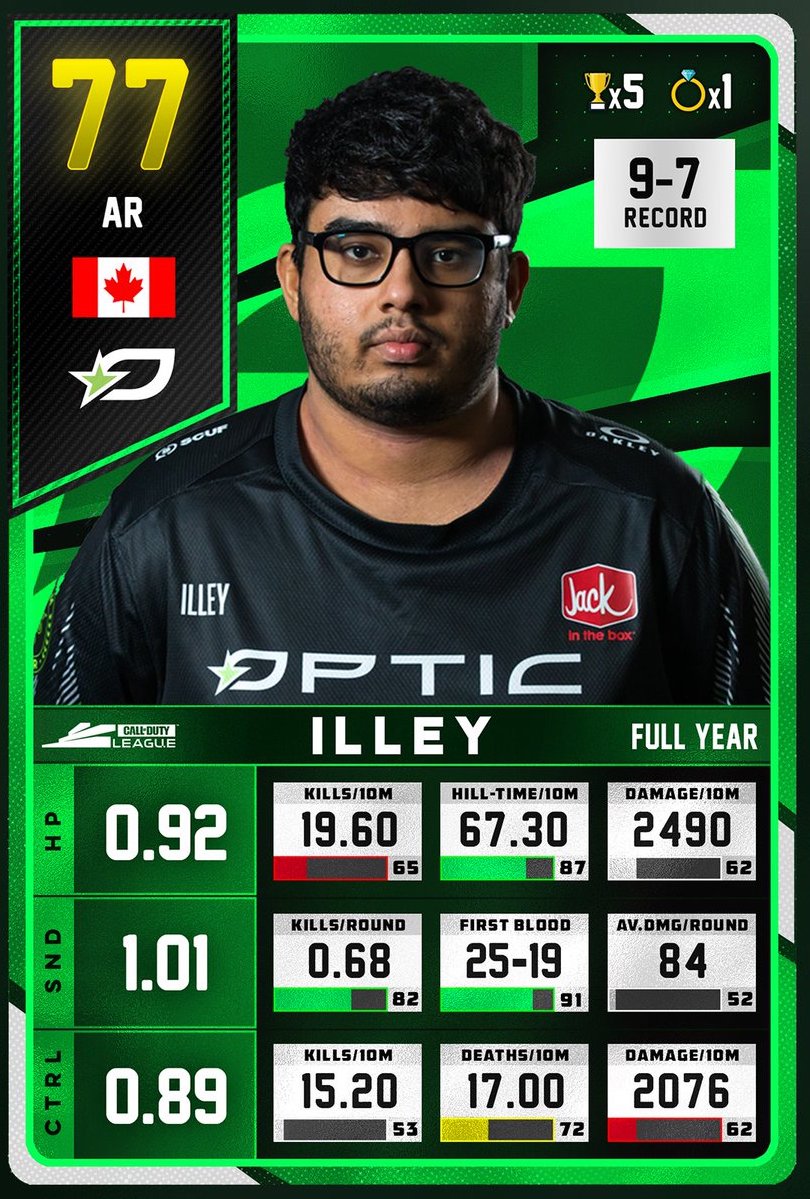 77
AR
x5 x1
9-7
RECORD
SCUF
OAKLEY
ILLEY
Jack
in the box
OPTIC
CALL OF DUTY
LEAGUE
ILLEY
FULL YEAR
HP
0.92
KILLS/10M
19.60
65
HILL-TIME/10M
67.30
87
DAMAGE/10M
2490
62
SND
1.01
KILLS/ROUND
0.68
82
FIRST BLOOD
25-19
91
AV.DMG/ROUND
84
52
CTRL
0.89
KILLS/10M
15.20
53
DEATHS/10M
17.00
72
DAMAGE/10M
2076
62